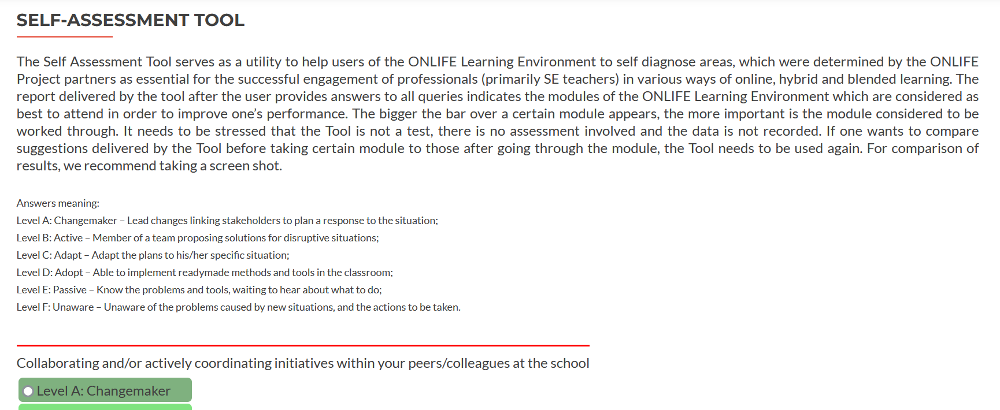 SELF-ASSESSMENT TOOL
The Self Assessment Tool serves as a utility to help users of the ONLIFE Learning Environment to self diagnose areas, which were determined by the ONLIFE
Project partners as essential for the successful engagement of professionals (primarily SE teachers) in various ways of online, hybrid and blended learning. The
report delivered by the tool after the user provides answers to all queries indicates the modules of the ONLIFE Learning Environment which are considered as
best to attend in order to improve one’s performance. The bigger the bar over a certain module appears, the more important is the module considered to be
worked through. It needs to be stressed that the Tool is not a test, there is no assessment involved and the data is not recorded. If one wants to compare
suggestions delivered by the Tool before taking certain module to those after going through the module, the Tool needs to be used again. For comparison of
results, we recommend taking a screen shot.
Answers meaning:
Level A: Changemaker – Lead changes linking stakeholders to plan a response to the situation;
Level B: Active – Member of a team proposing solutions for disruptive situations;
Level C: Adapt – Adapt the plans to his/her specific situation;
Level D: Adopt – Able to implement readymade methods and tools in the classroom;
Level E: Passive – Know the problems and tools, waiting to hear about what to do;
Level F: Unaware – Unaware of the problems caused by new situations, and the actions to be taken.
Collaborating and/or actively coordinating initiatives within your peers/colleagues at the school
Level A: Changemaker